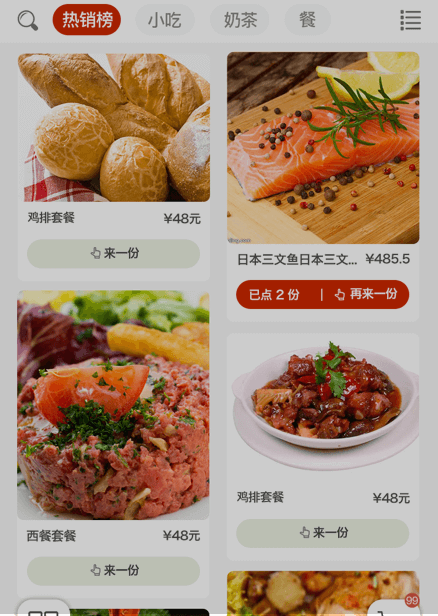 热销榜 小吃 奶茶 餐
鸡排套餐 ¥48元
来一份
日本三文鱼日本三文... ¥485.5
已点 2 份 | 再来一份
西餐套餐 ¥48元
来一份
鸡排套餐 ¥48元
来一份
99